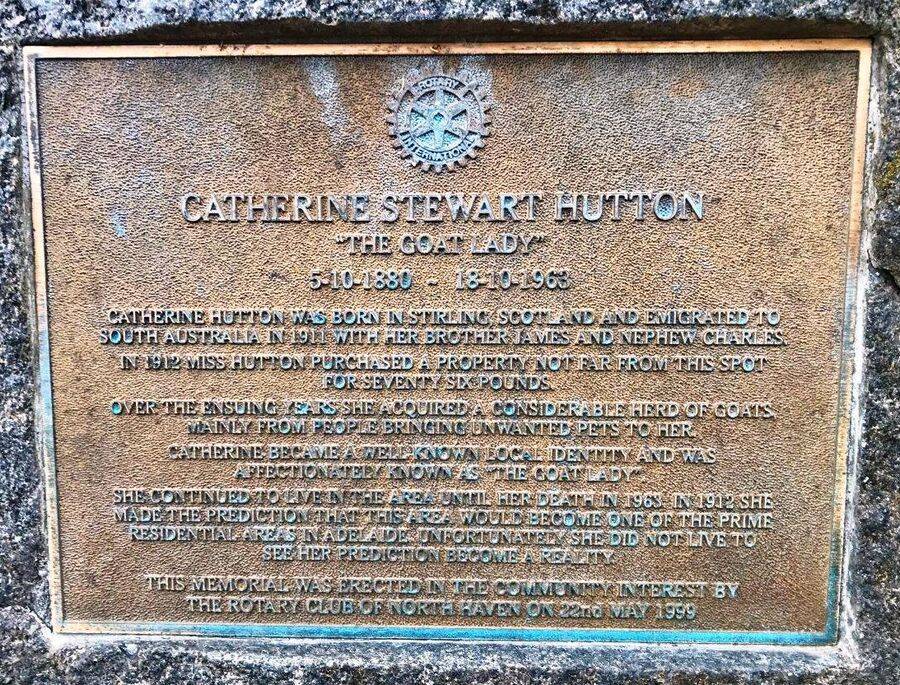 ROTARY
INTERNATIONAL
CATHERINE STEWART HUTTON
"THE GOAT LADY"
5-10-1880 - 18-10-1963
CATHERINE HUTTON WAS BORN IN STIRLING, SCOTLAND AND EMIGRATED TO
SOUTH AUSTRALIA IN 1911 WITH HER BROTHER JAMES AND NEPHEW CHARLES.
IN 1912 MISS HUTTON PURCHASED A PROPERTY NOT FAR FROM THIS SPOT
FOR SEVENTY SIX POUNDS.
OVER THE ENSUING YEARS SHE ACQUIRED A CONSIDERABLE HERD OF GOATS,
MAINLY FROM PEOPLE BRINGING UNWANTED PETS TO HER.
CATHERINE BECAME A WELL-KNOWN LOCAL IDENTITY AND WAS
AFFECTIONATELY KNOWN AS "THE GOAT LADY"
SHE CONTINUED TO LIVE IN THE AREA UNTIL HER DEATH IN 1963. IN 1912 SHE
MADE THE PREDICTION THAT THIS AREA WOULD BECOME ONE OF THE PRIME
RESIDENTIAL AREAS IN ADELAIDE. UNFORTUNATELY SHE DID NOT LIVE TO
SEE HER PREDICTION BECOME A REALITY.
THIS MEMORIAL WAS ERECTED IN THE COMMUNITY INTEREST BY
THE ROTARY CLUB OF NORTH HAVEN ON 22nd MAY 1999